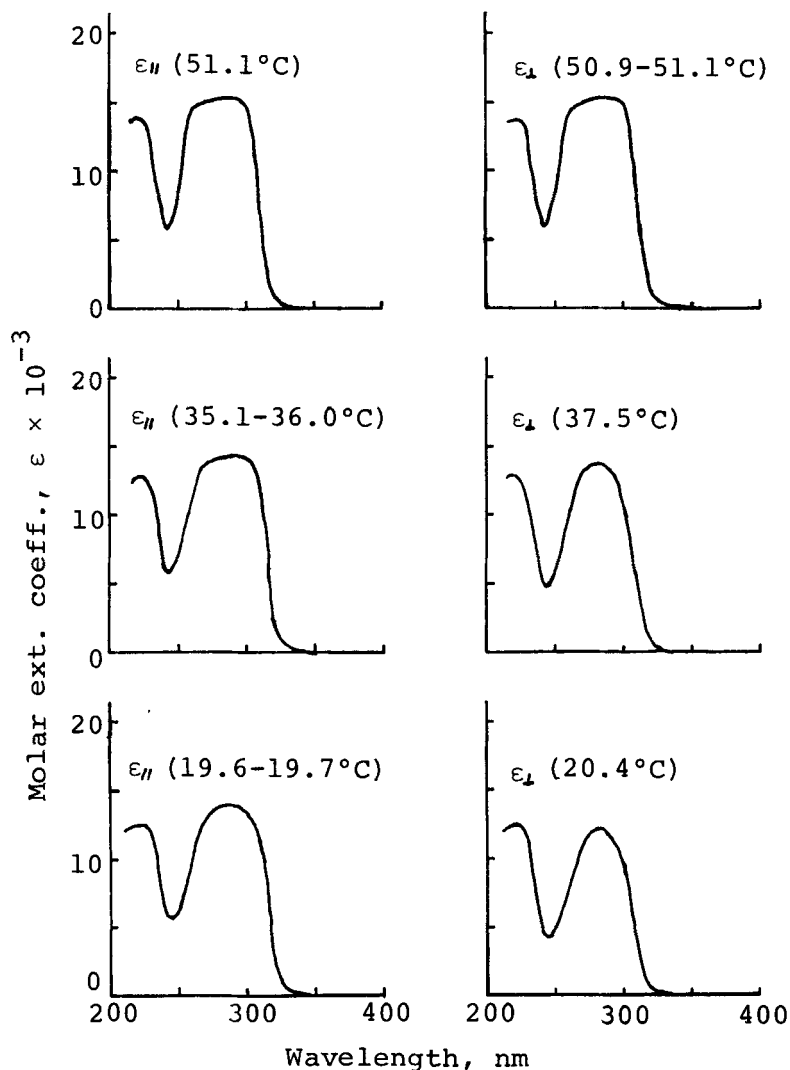 20
ε∥ (51.1°C)
ε⊥ (50.9-51.1°C)
10
0
20
ε∥ (35.1-36.0°C)
ε⊥ (37.5°C)
10
0
20
ε∥ (19.6-19.7°C)
ε⊥ (20.4°C)
10
0
200 300 400
200 300 400
Molar ext. coeff., ε × 10⁻³
Wavelength, nm